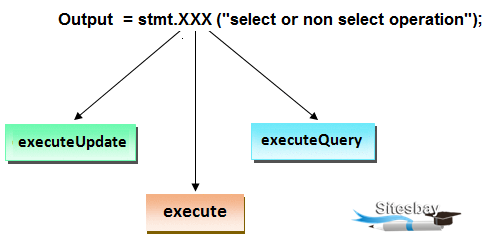 Output = stmt.XXX ("select or non select operation");
executeUpdate
executeQuery
execute
Sitesbay